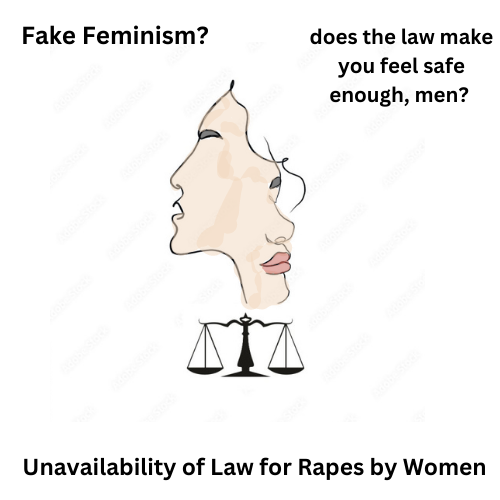 Fake Feminism?
does the law make
you feel safe
enough, men?
Unavailability of Law for Rapes by Women